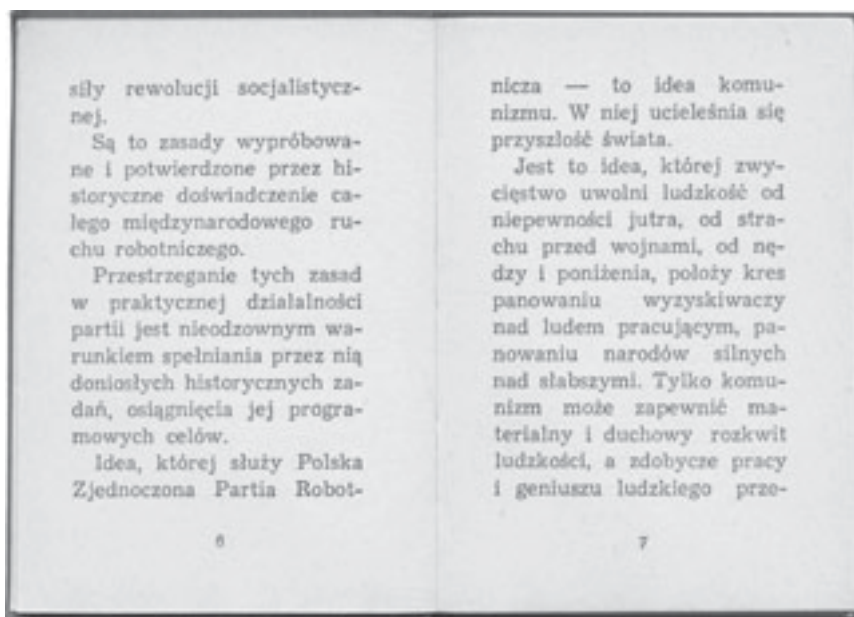 siły rewolucji socjalistycz-
nej.
Są to zasady wypróbowa-
ne i potwierdzone przez hi-
storyczne doświadczenie ca-
łego międzynarodowego ru-
chu robotniczego.
Przestrzeganie tych zasad
w praktycznej działalności
partii jest nieodzownym wa-
runkiem spełniania przez nią
doniosłych historycznych za-
dań, osiągnięcia jej progra-
mowych celów.
Idea, której służy Polska
Zjednoczona Partia Robot-
6
nicza — to idea komu-
nizmu. W niej ucieleśnia się
przyszłość świata.
Jest to idea, której zwy-
cięstwo uwolni ludzkość od
niepewności jutra, od stra-
chu przed wojnami, od nę-
dzy i poniżenia, położy kres
panowaniu wyzyskiwaczy
nad ludem pracującym, pa-
nowaniu narodów silnych
nad słabszymi. Tylko komu-
nizm może zapewnić ma-
terialny i duchowy rozkwit
ludzkości, a zdobycze pracy
i geniuszu ludzkiego prze-
7